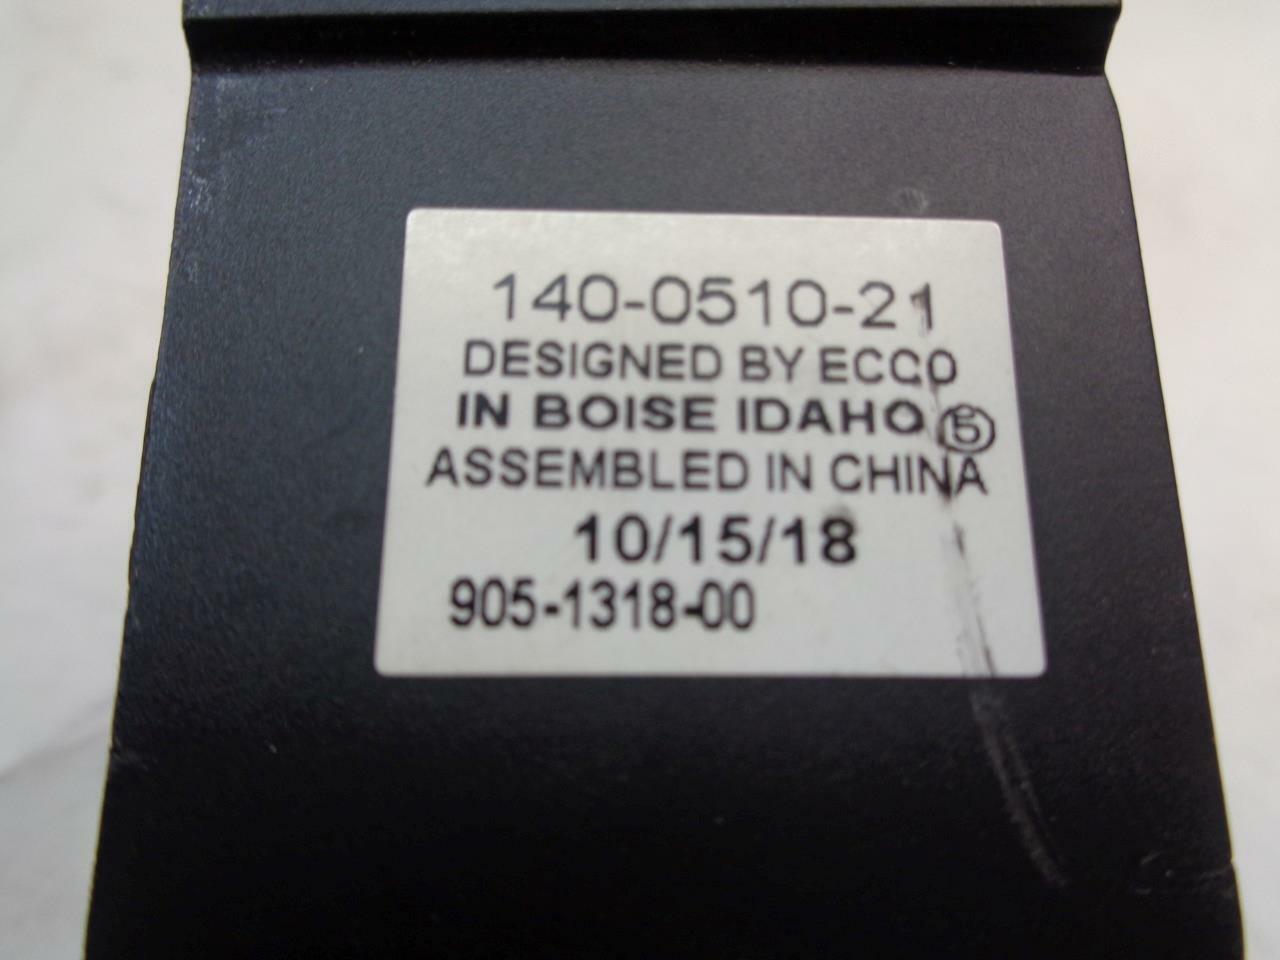 140-0510-21
DESIGNED BY ECCO
IN BOISE IDAHO ⑤
ASSEMBLED IN CHINA
10/15/18
905-1318-00